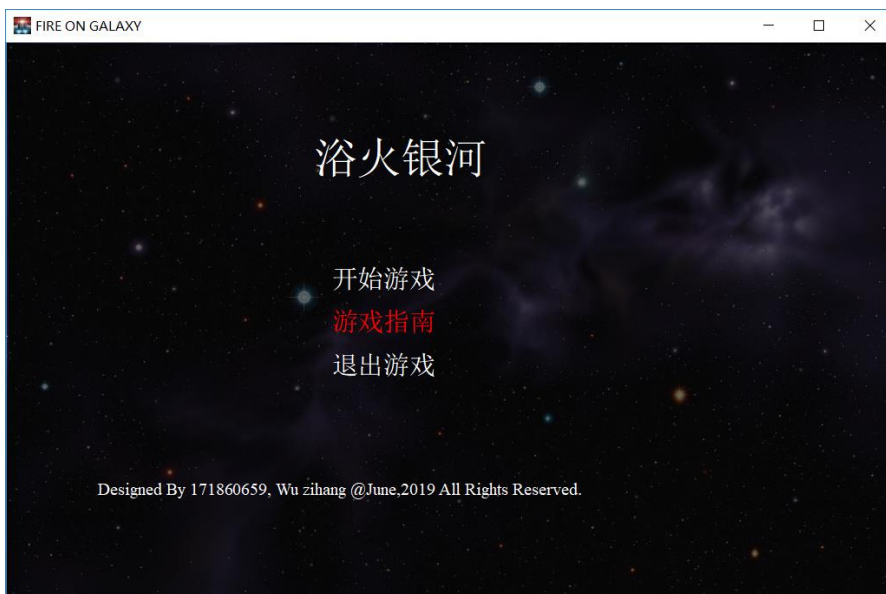 FIRE ON GALAXY
浴火银河
开始游戏
游戏指南
退出游戏
Designed By 171860659, Wu zihang @June,2019 All Rights Reserved.